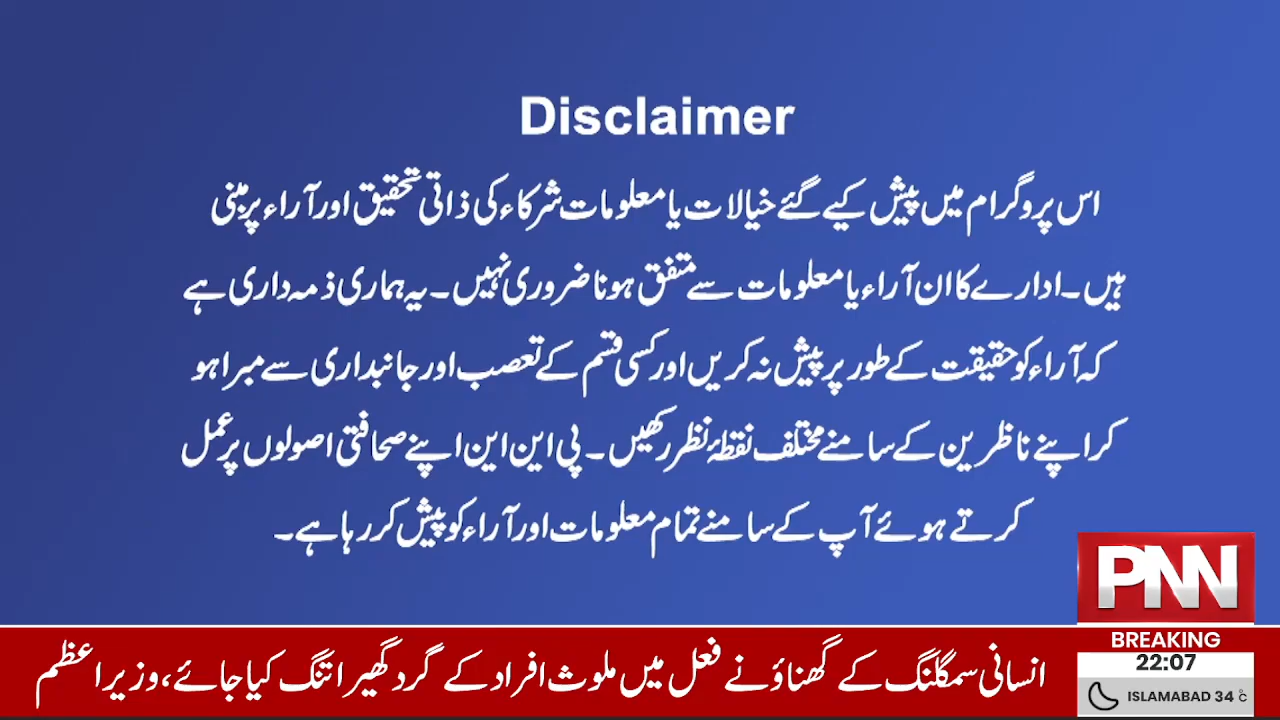 Disclaimer
اس پروگرام میں پیش کیے گئے خیالات یا معلومات شرکاء کی ذاتی تحقیق اور آراء پر مبنی
ہیں۔ ادارے کا ان آراء یا معلومات سے متفق ہونا ضروری نہیں۔ یہ ہماری ذمہ داری ہے
کہ آراء کو حقیقت کے طور پر پیش نہ کریں اور کسی قسم کے تعصب اور جانبداری سے مبرا ہو
کر اپنے ناظرین کے سامنے مختلف نقطۂ نظر رکھیں۔ پی این این اپنے صحافتی اصولوں پر عمل
کرتے ہوئے آپ کے سامنے تمام معلومات اور آراء کو پیش کر رہا ہے۔
PNN
BREAKING
22:07
ISLAMABAD 34°C
انسانی سمگلنگ کے گھناؤنے فعل میں ملوث افراد کے گرد گھیرا تنگ کیا جائے، وزیراعظم